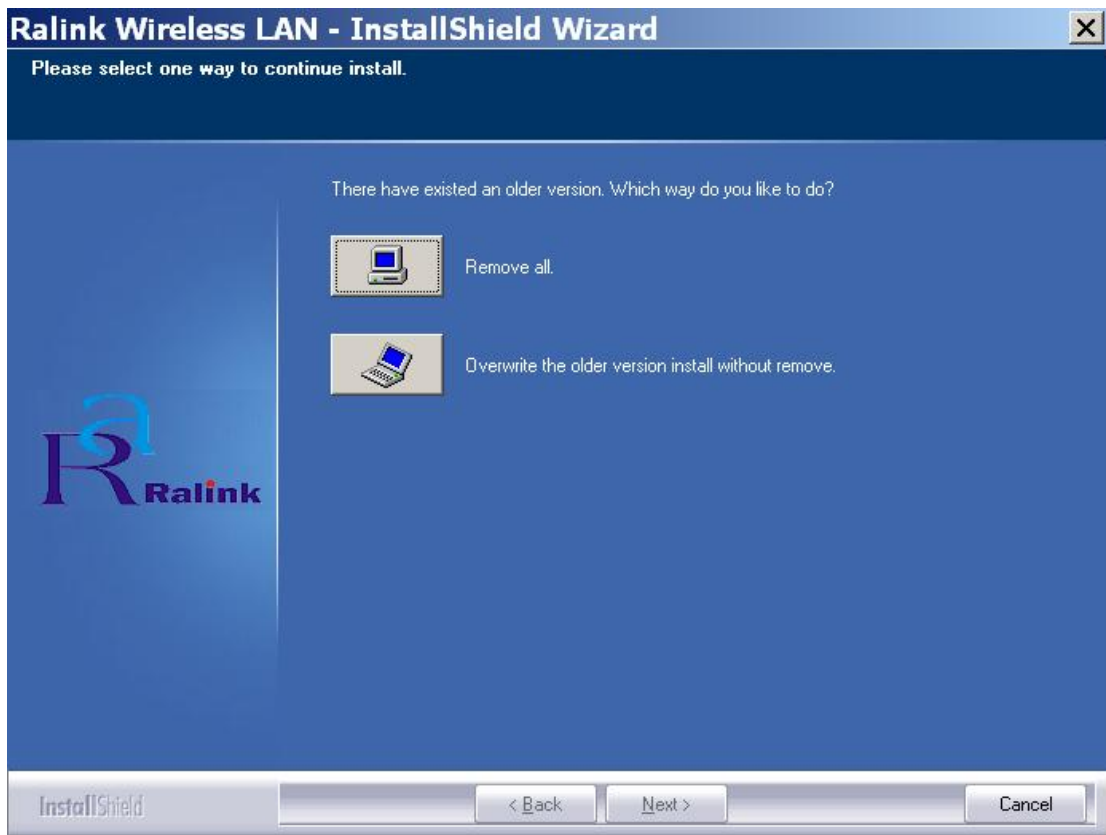 Ralink Wireless LAN - InstallShield Wizard
Please select one way to continue install.
There have existed an older version. Which way do you like to do?
Remove all.
Overwrite the older version install without remove.
Ra
Ralink
InstallShield
< Back
Next >
Cancel